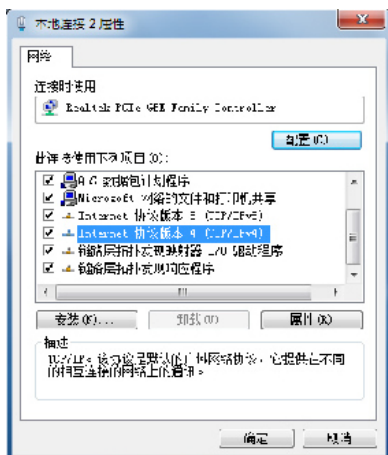 本地连接 2 属性
网络
连接时使用
Realtek PCIe GBE Family Controller
配置(C)
此连接使用下列项目(O):
QoS 数据包计划程序
Microsoft 网络的文件和打印机共享
Internet 协议版本 6 (TCP/IPv6)
Internet 协议版本 4 (TCP/IPv4)
链路层拓扑发现映射器 I/O 驱动程序
链路层拓扑发现响应程序
安装(N)...
卸载(U)
属性(R)
描述
TCP/IP。该协议是默认的广域网络协议,它提供在不同
的相互连接的网络上的通讯。
确定
取消